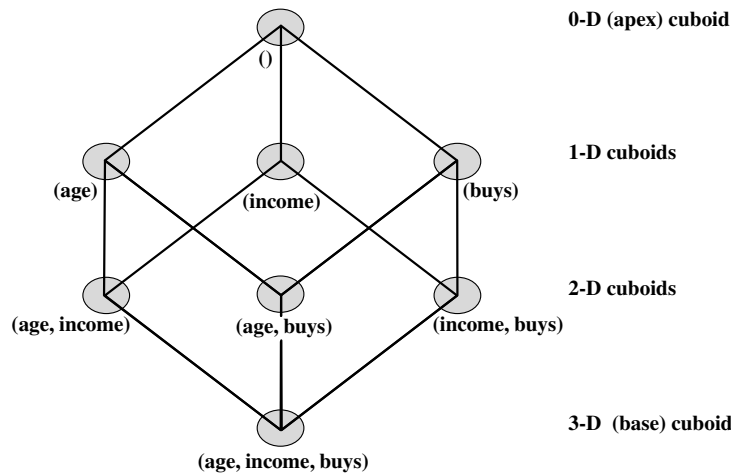 0-D (apex) cuboid
()
1-D cuboids
(age)
(income)
(buys)
2-D cuboids
(age, income)
(age, buys)
(income, buys)
3-D (base) cuboid
(age, income, buys)